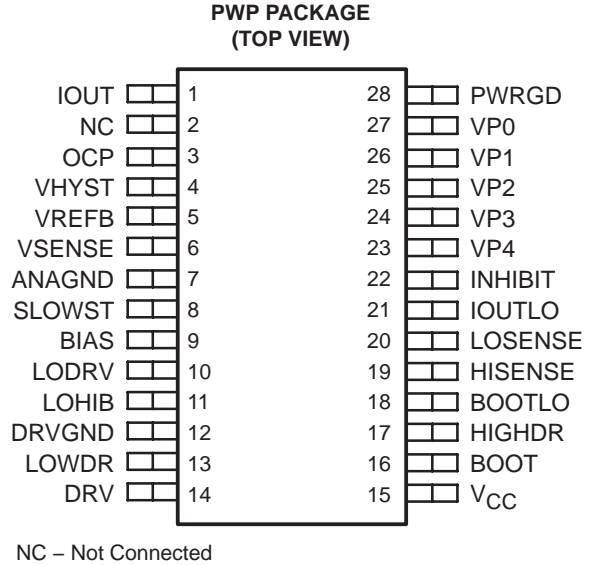 PWP PACKAGE
(TOP VIEW)
IOUT 1 28 PWRGD
NC 2 27 VP0
OCP 3 26 VP1
VHYST 4 25 VP2
VREFB 5 24 VP3
VSENSE 6 23 VP4
ANAGND 7 22 INHIBIT
SLOWST 8 21 IOUTLO
BIAS 9 20 LOSENSE
LODRV 10 19 HISENSE
LOHIB 11 18 BOOTLO
DRVGND 12 17 HIGHDR
LOWDR 13 16 BOOT
DRV 14 15 VCC
NC – Not Connected